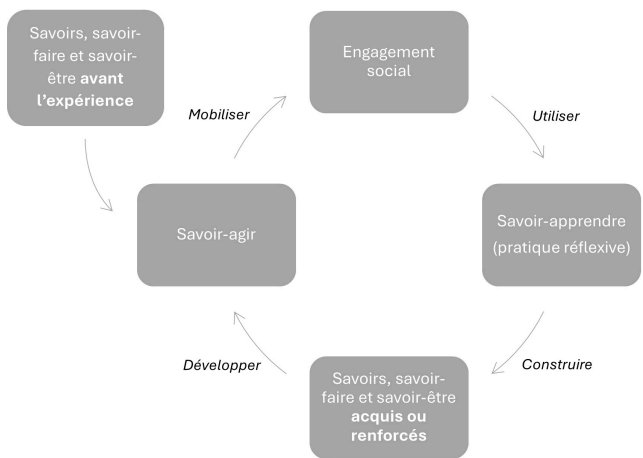 Savoirs, savoir-
faire et savoir-
être avant
l'expérience
Engagement
social
Mobiliser
Utiliser
Savoir-agir
Savoir-apprendre
(pratique réflexive)
Développer
Construire
Savoirs, savoir-
faire et savoir-être
acquis ou
renforcés